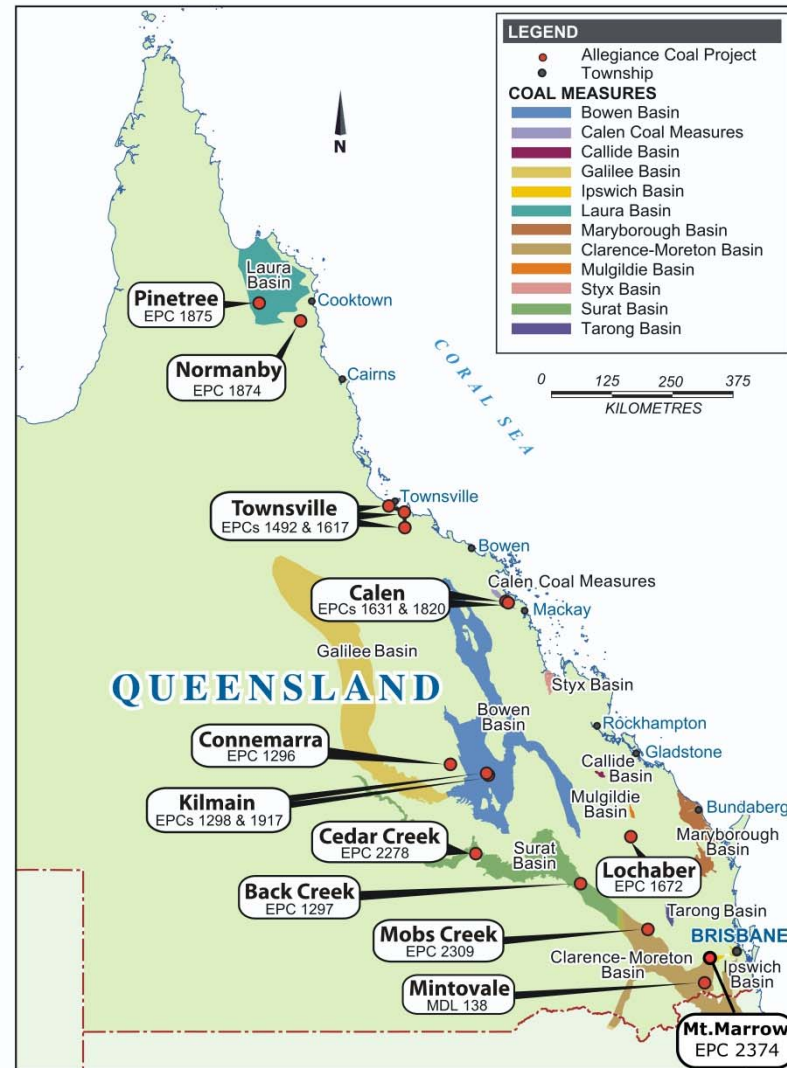 LEGEND
Allegiance Coal Project
Township
COAL MEASURES
Bowen Basin
Calen Coal Measures
Callide Basin
Galilee Basin
Ipswich Basin
Laura Basin
Maryborough Basin
Clarence-Moreton Basin
Mulgildie Basin
Styx Basin
Surat Basin
Tarong Basin
N
0 125 250 375
KILOMETRES
Laura
Basin
Pinetree
EPC 1875
Cooktown
Normanby
EPC 1874
Cairns
CORAL SEA
Townsville
Townsville
EPCs 1492 & 1617
Bowen
Calen Coal Measures
Calen
EPCs 1631 & 1820
Mackay
Galilee Basin
QUEENSLAND
Styx Basin
Bowen
Basin
Rockhampton
Connemarra
EPC 1296
Gladstone
Callide
Basin
Kilmain
EPCs 1298 & 1917
Mulgildie
Basin
Bundaberg
Maryborough
Basin
Cedar Creek
EPC 2278
Surat
Basin
Lochaber
EPC 1672
Back Creek
EPC 1297
Tarong Basin
Mobs Creek
EPC 2309
BRISBANE
Clarence-Moreton
Basin
Ipswich
Basin
Mintovale
MDL 138
Mt.Marrow
EPC 2374